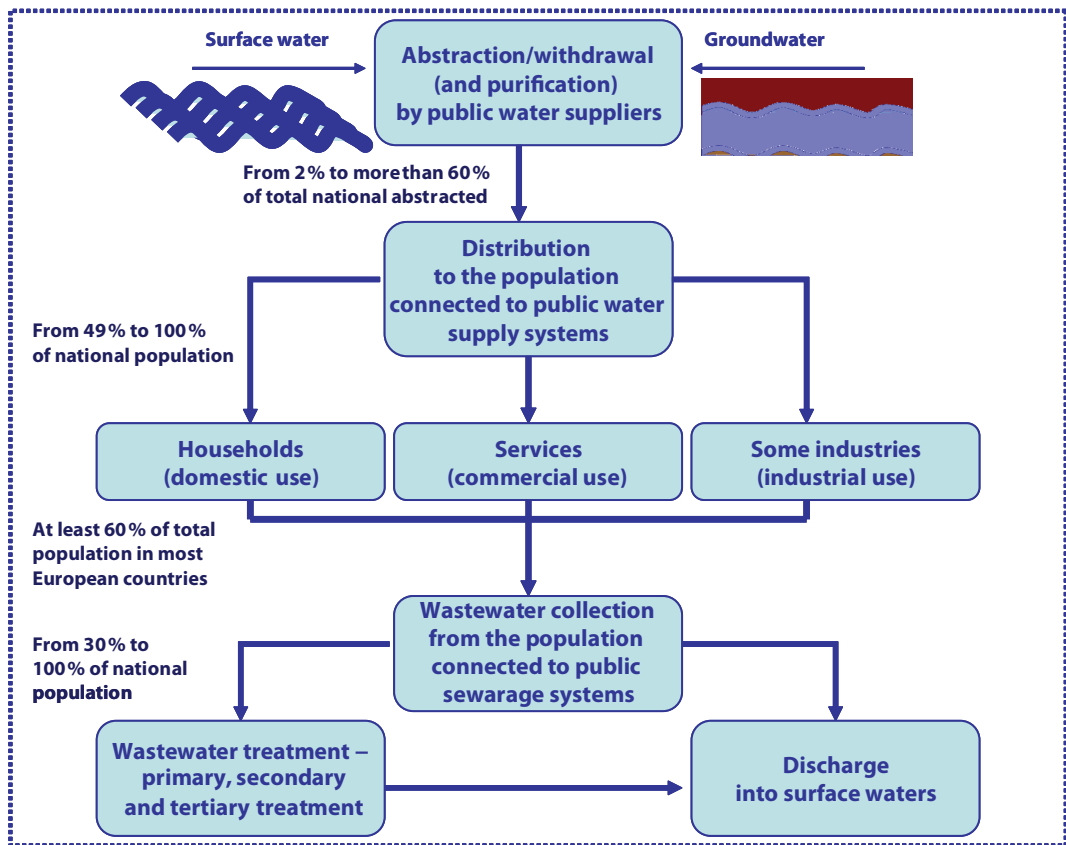 Surface water
Abstraction/withdrawal
(and purification)
by public water suppliers
Groundwater
From 2% to more than 60%
of total national abstracted
Distribution
to the population
connected to public water
supply systems
From 49% to 100%
of national population
Households
(domestic use)
Services
(commercial use)
Some industries
(industrial use)
At least 60% of total
population in most
European countries
Wastewater collection
from the population
connected to public
sewarage systems
From 30% to
100% of national
population
Wastewater treatment –
primary, secondary
and tertiary treatment
Discharge
into surface waters